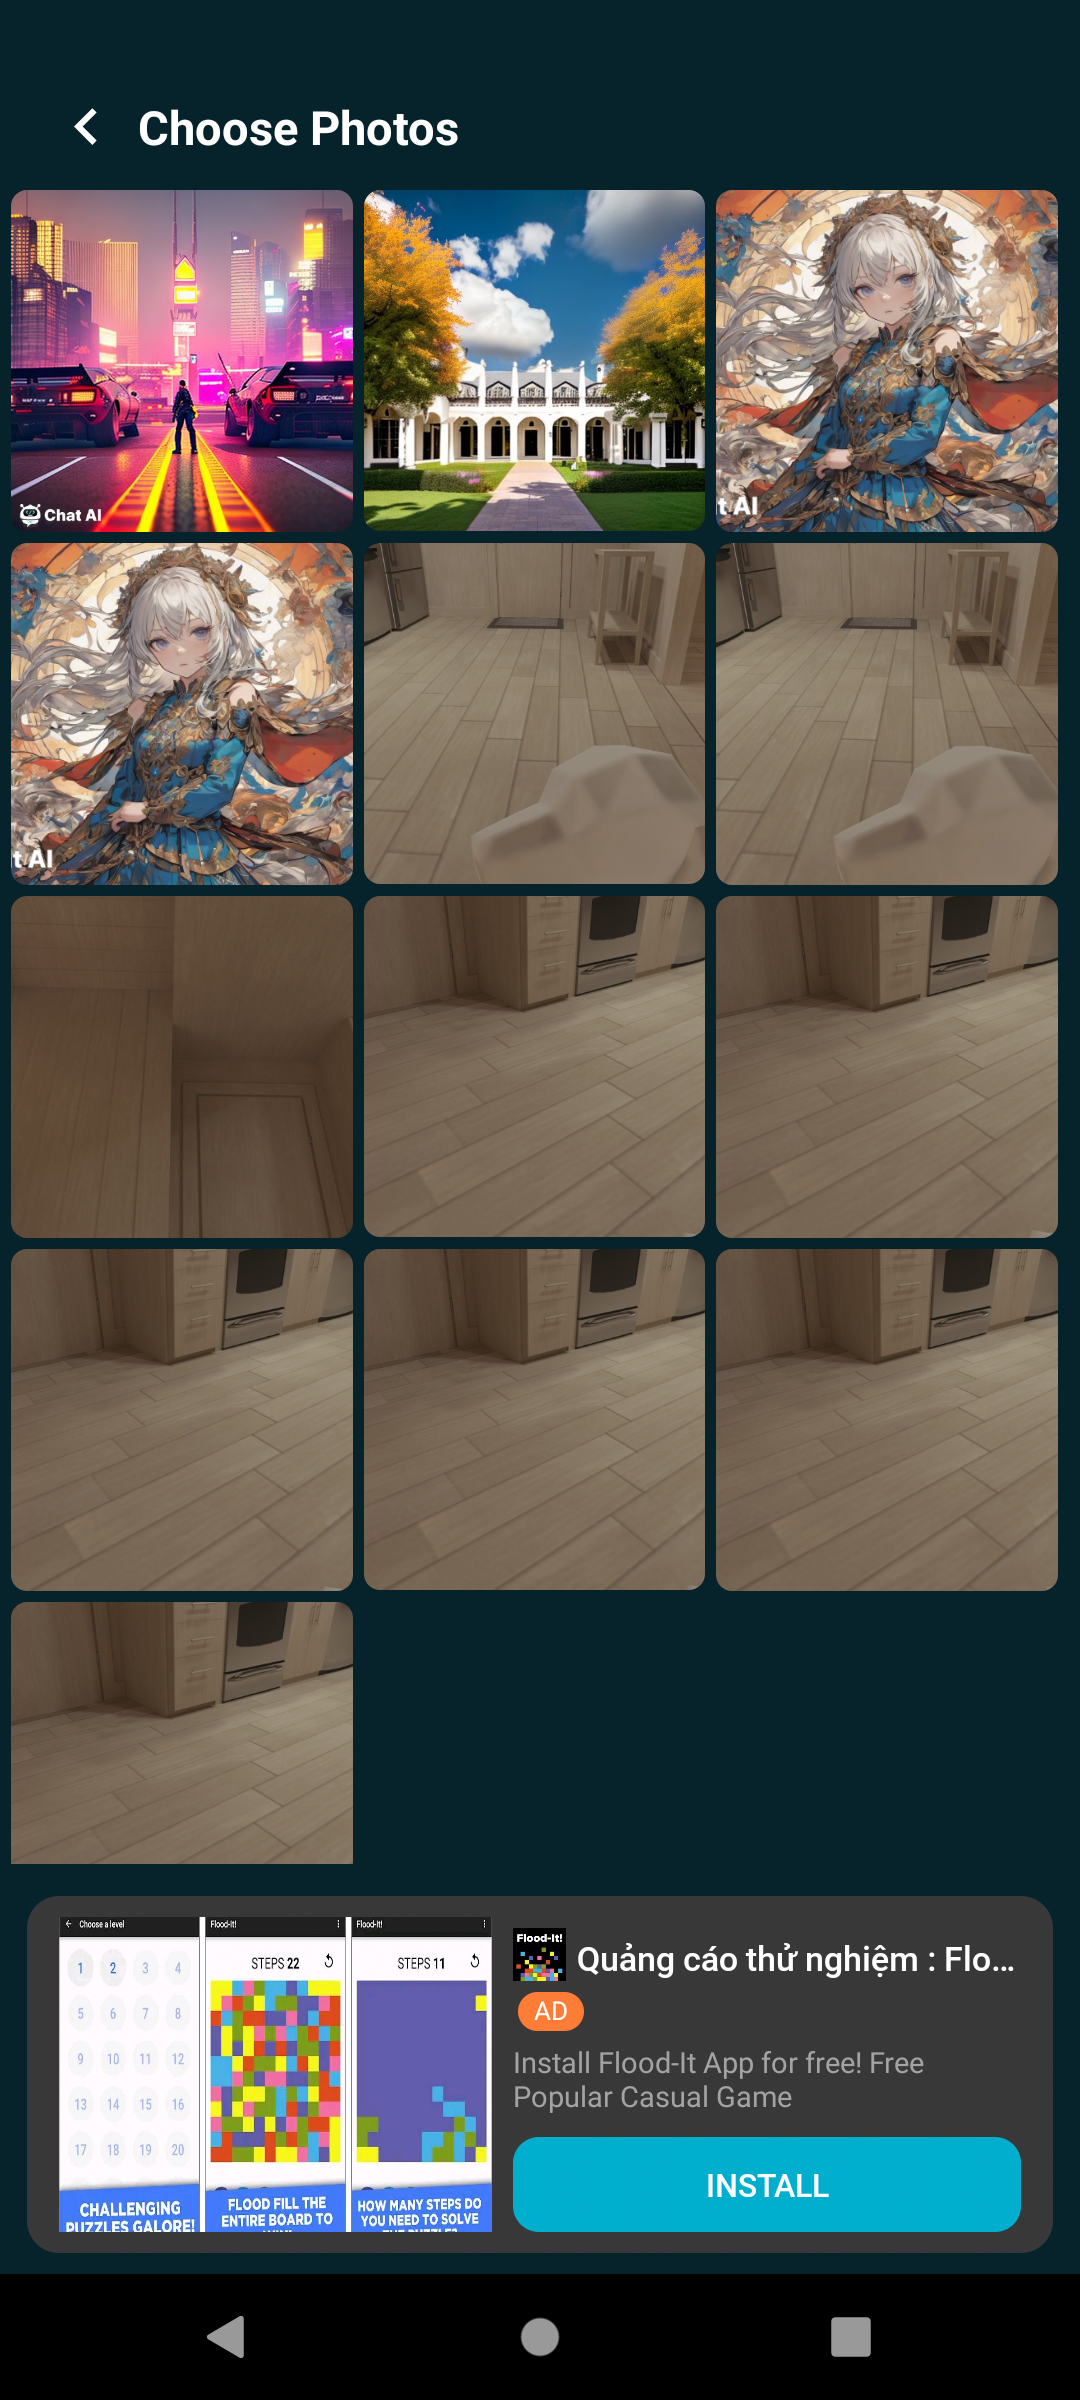 Choose Photos
Chat AI
t AI
t AI
Choose a level
Flood-It!
Flood-It!
1 2 3 4
5 6 7 8
9 10 11 12
13 14 15 16
17 18 19 20
CHALLENGING
PUZZLES GALORE!
STEPS 22
FLOOD FILL THE
ENTIRE BOARD TO
STEPS 11
HOW MANY STEPS DO
YOU NEED TO SOLVE
THE PUZZLE?
Flood-It!
Quảng cáo thử nghiệm : Flo...
AD
Install Flood-It App for free! Free
Popular Casual Game
INSTALL